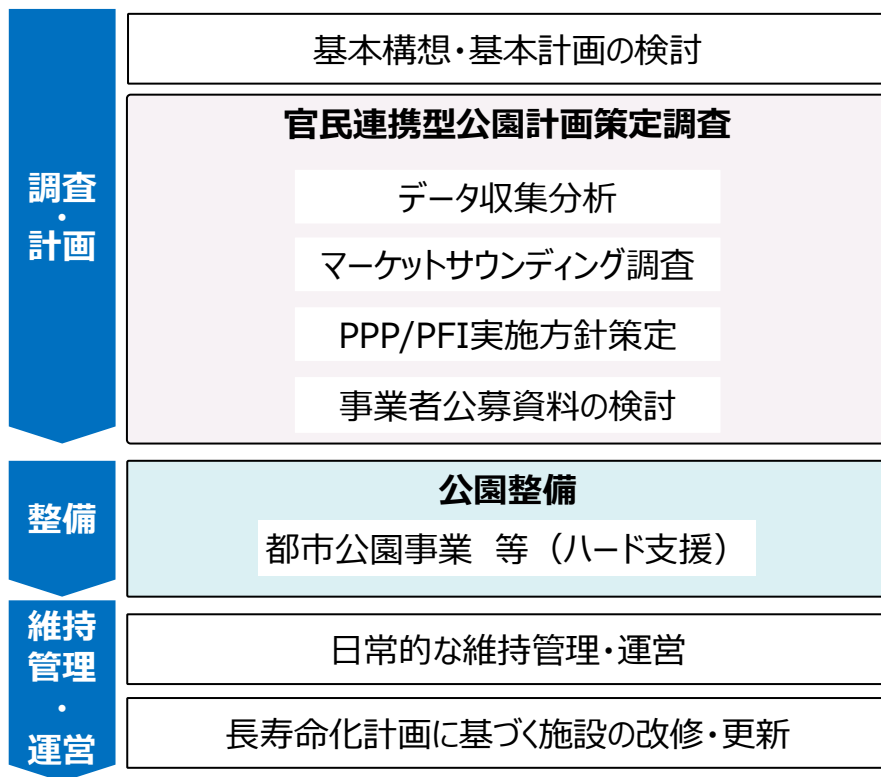 調査
・
計画
基本構想・基本計画の検討
官民連携型公園計画策定調査
データ収集分析
マーケットサウンディング調査
PPP/PFI実施方針策定
事業者公募資料の検討
整備
公園整備
都市公園事業 等（ハード支援）
維持
管理
・
運営
日常的な維持管理・運営
長寿命化計画に基づく施設の改修・更新